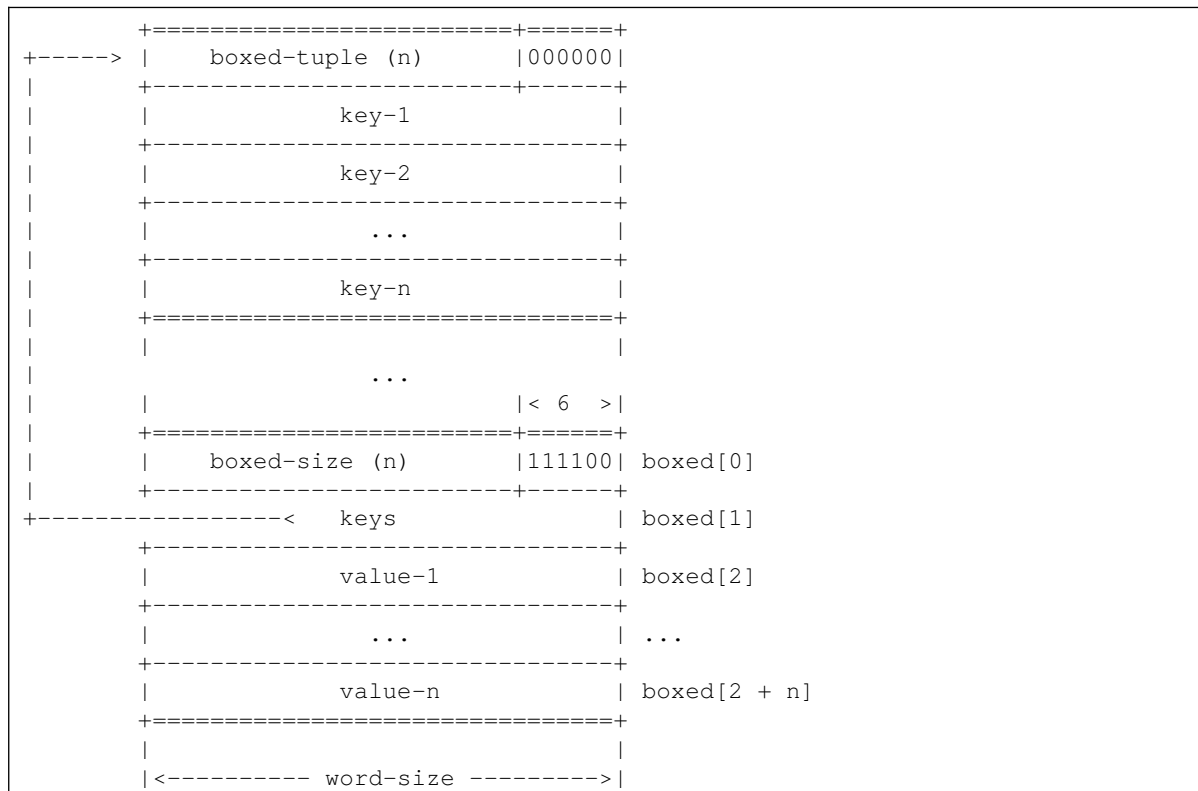 +=========================+======+
+-----> |    boxed-tuple (n)      |000000|
|       +-------------------------+------+
|       |             key-1              |
|       +--------------------------------+
|       |             key-2              |
|       +--------------------------------+
|       |               ...              |
|       +--------------------------------+
|       |             key-n              |
|       +================================+
|       |                                |
|                       ...
|       |                         |< 6  >|
|       +=========================+======+
|       |    boxed-size (n)       |111100| boxed[0]
|       +-------------------------+------+
+-----------------<   keys               | boxed[1]
        +--------------------------------+
        |             value-1            | boxed[2]
        +--------------------------------+
        |               ...              | ...
        +--------------------------------+
        |             value-n            | boxed[2 + n]
        +================================+
        |                                |
        |<---------- word-size --------->|